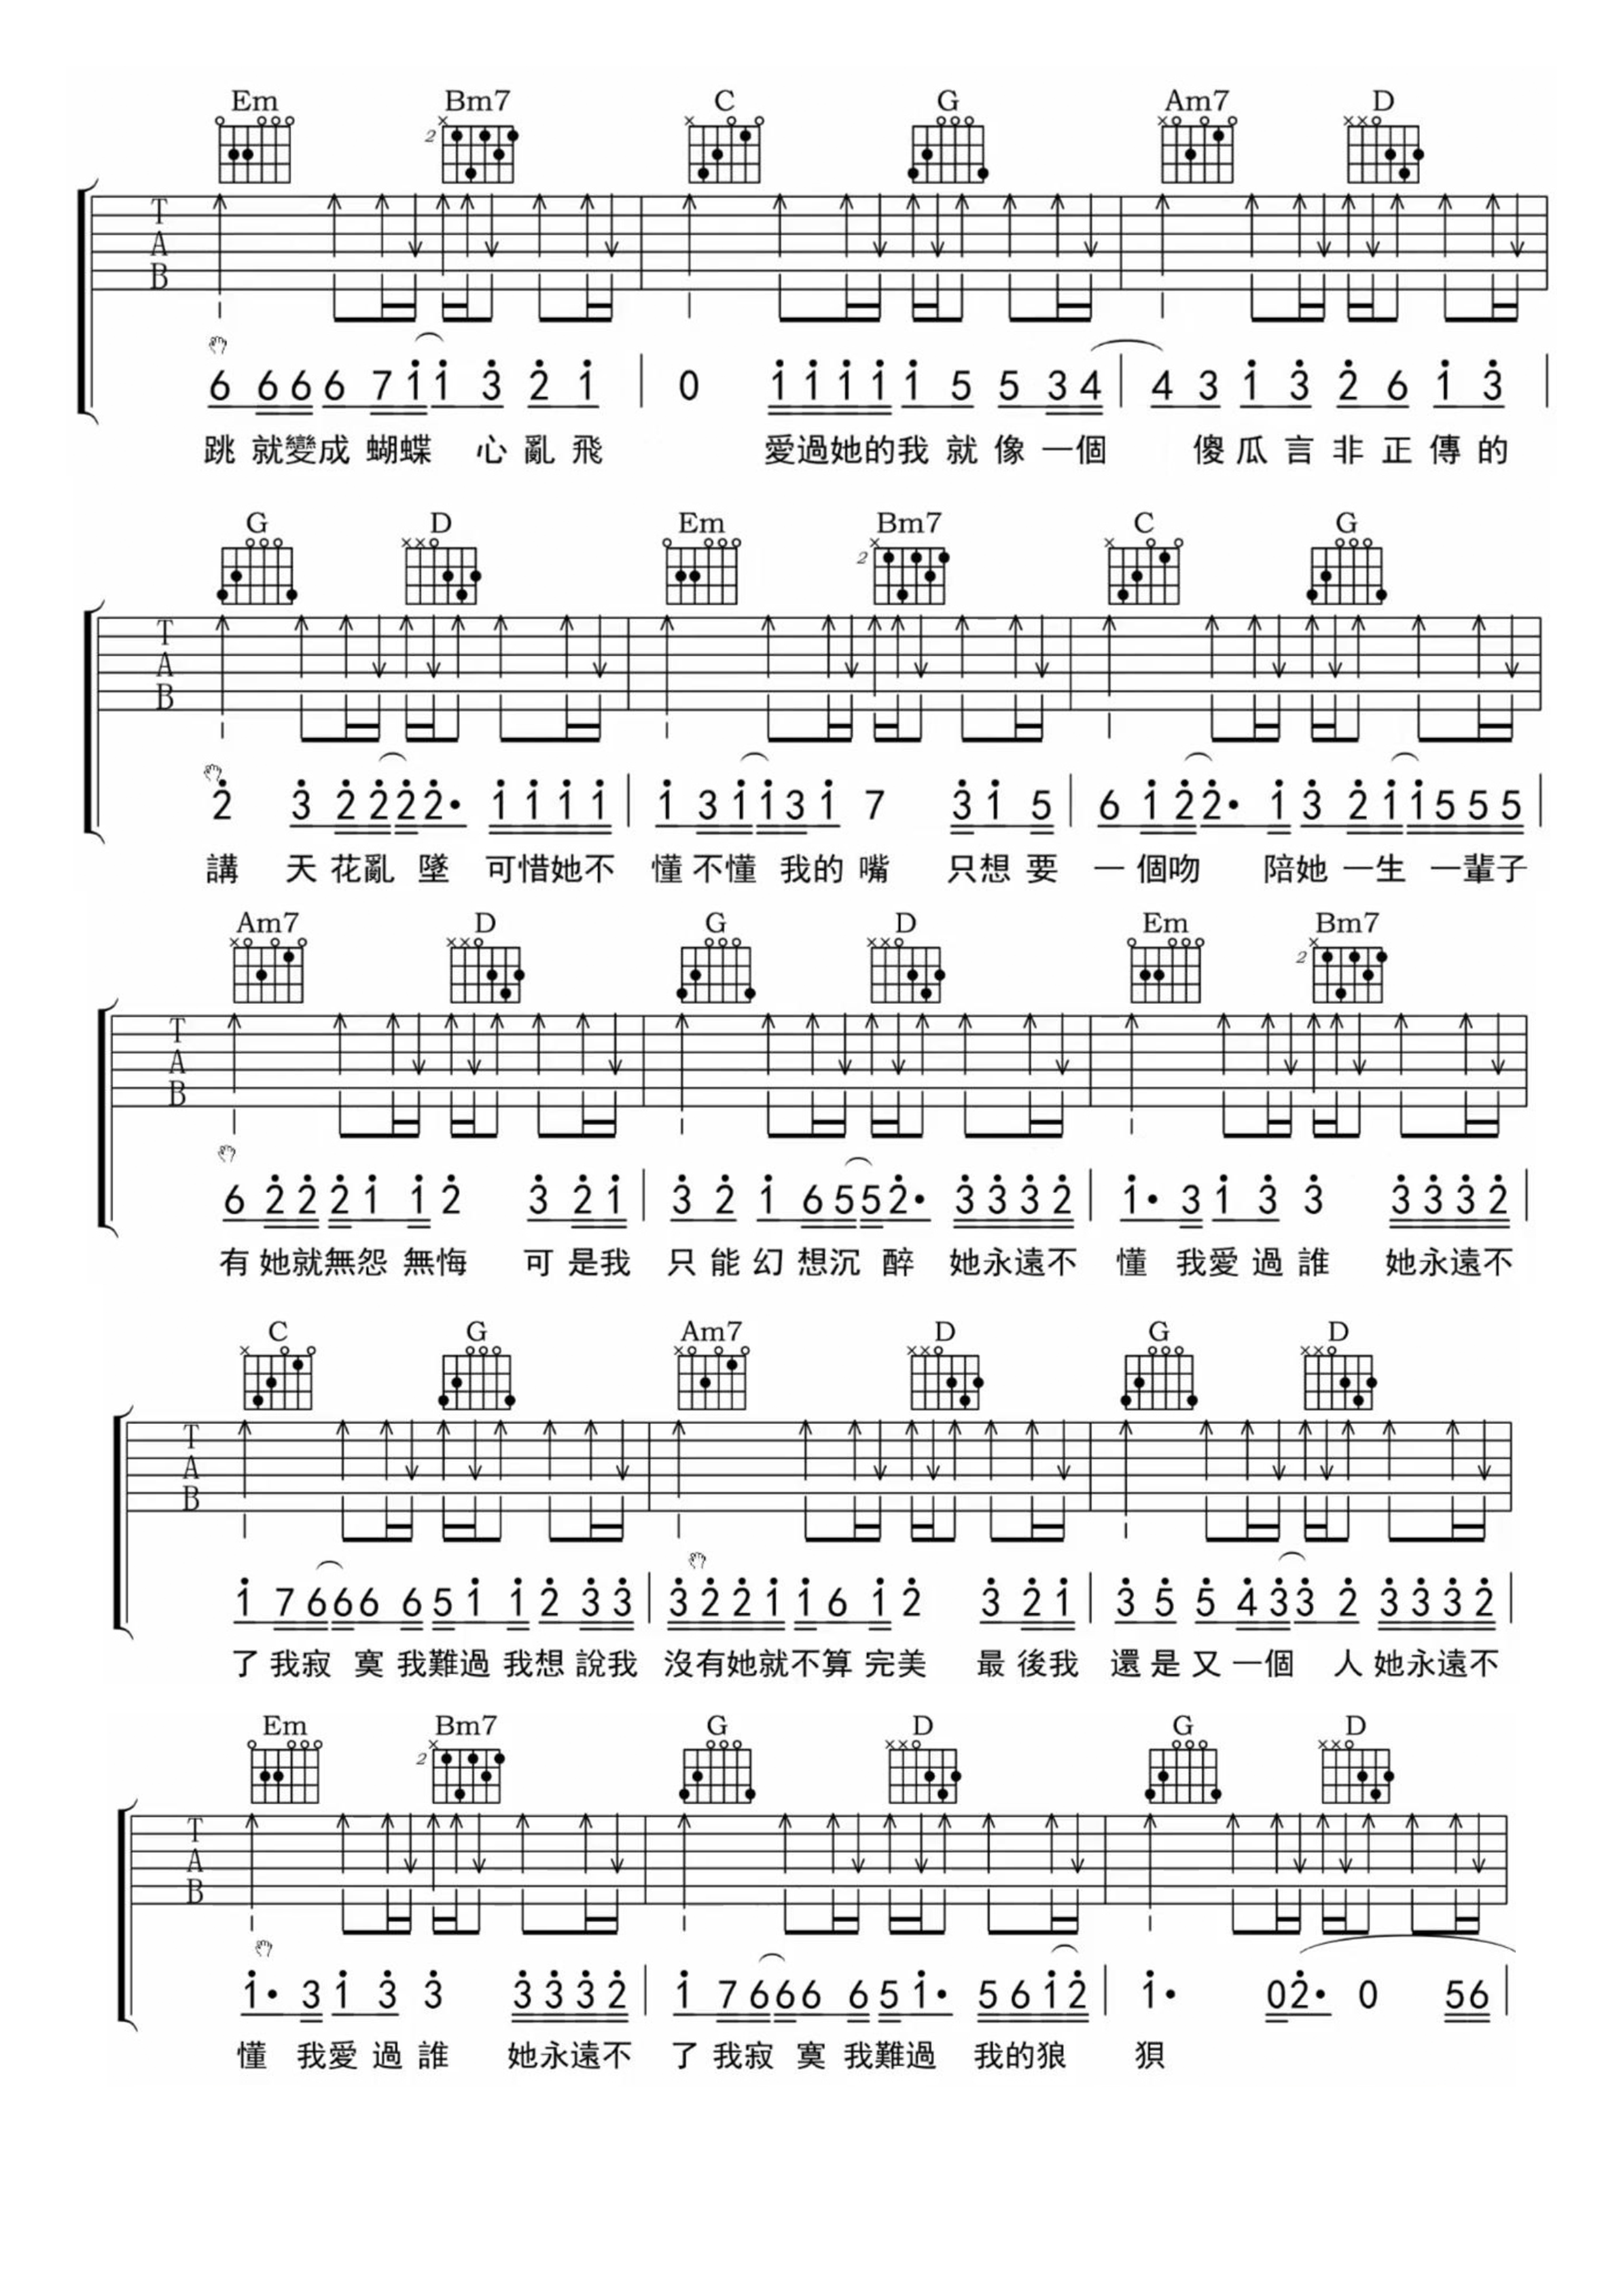 Em Bm7 C G Am7 D
2
T
A
B
6 6 6 6 7 1 1 3 2 1 | 0 1 1 1 1 1 5 5 3 4 | 4 3 1 3 2 6 1 3 |
跳 就變成 蝴蝶 心 亂 飛 愛過她的我 就 像 一個 傻 瓜 言 非 正 傳 的
G D Em Bm7 C G
2
T
A
B
2 3 2 2 2 2· 1 1 1 1 | 1 3 1 1 3 1 7 3 1 5 | 6 1 2 2· 1 3 2 1 1 5 5 5 |
講 天 花亂 墜 可惜她不 懂 不懂 我的 嘴 只想 要 一 個吻 陪她 一生 一輩子
Am7 D G D Em Bm7
2
T
A
B
6 2 2 2 1 1 2 3 2 1 | 3 2 1 6 5 5 2· 3 3 3 2 | 1· 3 1 3 3 3 3 3 2 |
有 她就無怨 無悔 可 是我 只 能 幻 想沉 醉 她永遠不 懂 我愛 過 誰 她永遠不
C G Am7 D G D
T
A
B
1 7 6 6 6 6 5 1 1 2 3 3 | 3 2 2 1 1 6 1 2 3 2 1 | 3 5 5 4 3 3 2 3 3 3 2 |
了 我寂 寞 我難過 我想 說我 沒有她就不算 完美 最 後我 還 是 又 一個 人 她永遠不
Em Bm7 G D G D
2
T
A
B
1· 3 1 3 3 3 3 3 2 | 1 7 6 6 6 6 5 1· 5 6 1 2 | 1· 0 2· 0 5 6 |
懂 我愛 過 誰 她永遠不 了 我寂 寞 我難過 我的狼 狽